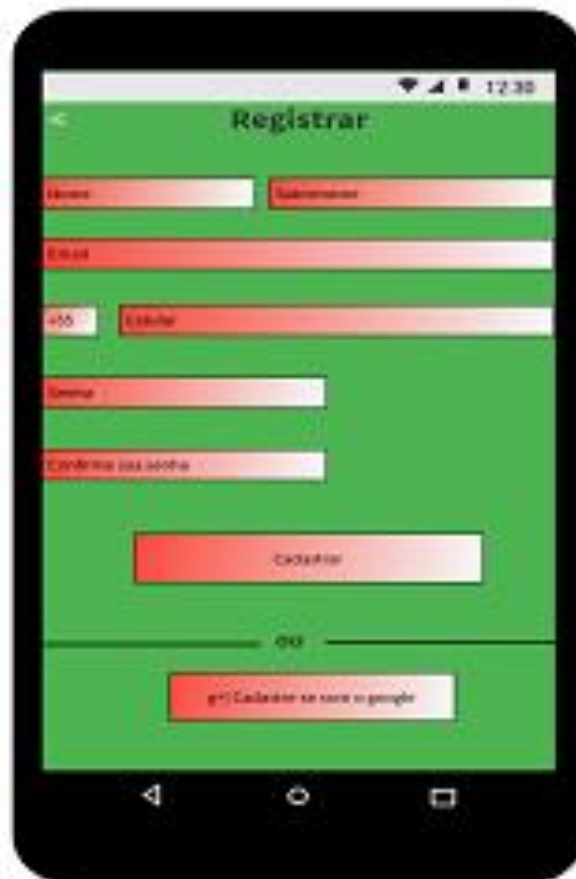 12:30
<
Registrar
Nome Sobrenome
Email
+55 Celular
Senha
Confirme sua senha
Cadastrar
OU
g+| Cadastre-se com o google